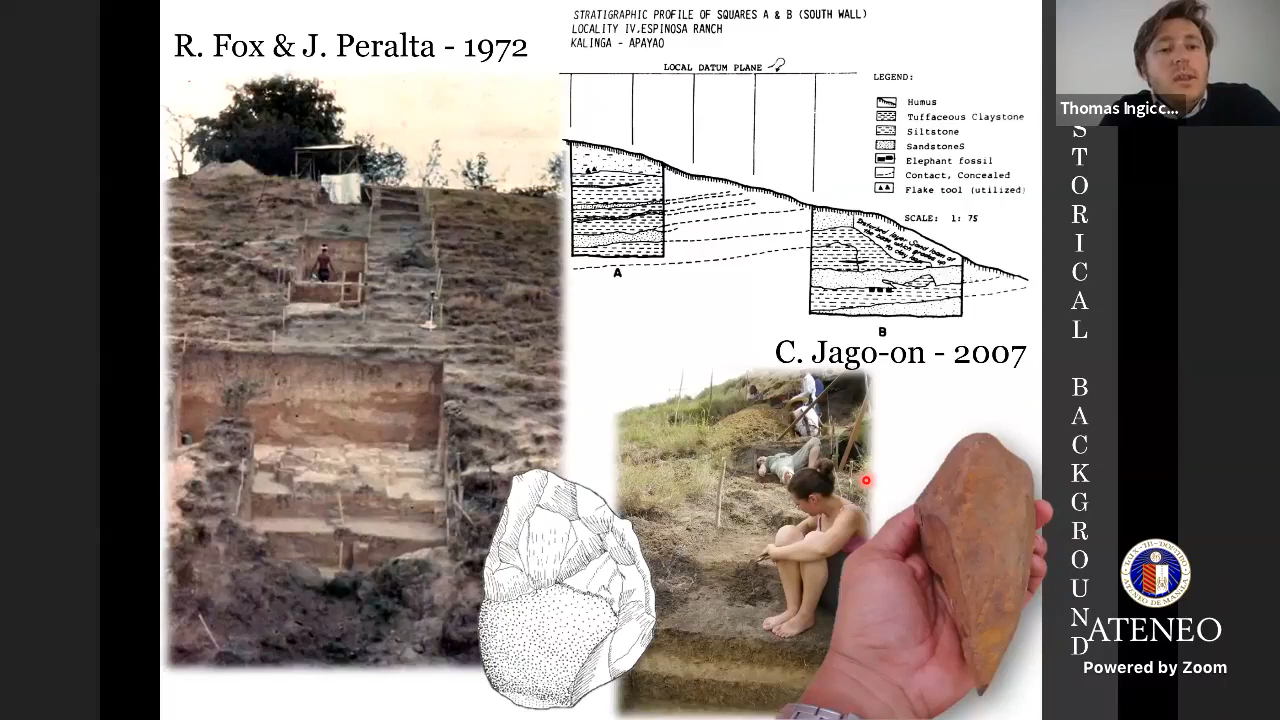 R. Fox & J. Peralta - 1972
STRATIGRAPHIC PROFILE OF SQUARES A & B (SOUTH WALL)
LOCALITY IV,ESPINOSA RANCH
KALINGA - APAYAO
LOCAL DATUM PLANE
LEGEND:
Humus
Tuffaceous Claystone
Siltstone
Sandstones
Elephant fossil
Contact, Concealed
Flake tool (utilized)
SCALE: 1: 75
A
B
C. Jago-on - 2007
Thomas Ingicc...
STORICAL BACKGROUND
ATENEO
Powered by Zoom